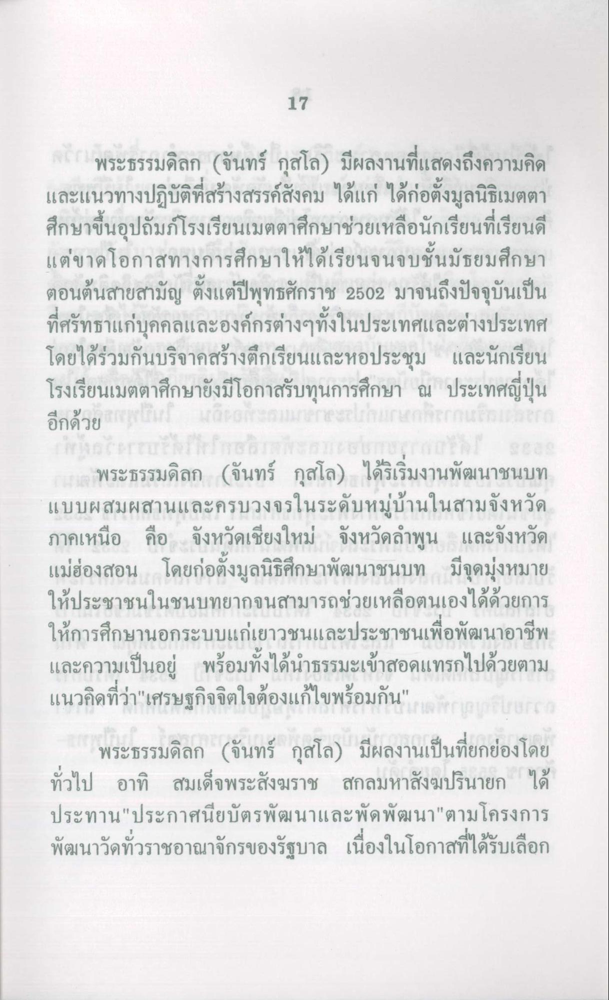 17
พระธรรมดิลก (จันทร์ กุสโล) มีผลงานที่แสดงถึงความคิด
และแนวทางปฏิบัติที่สร้างสรรค์สังคม ได้แก่ ได้ก่อตั้งมูลนิธิเมตตา
ศึกษาขึ้นอุปถัมภ์โรงเรียนเมตตาศึกษาช่วยเหลือนักเรียนที่เรียนดี
แต่ขาดโอกาสทางการศึกษาให้ได้เรียนจนจบชั้นมัธยมศึกษา
ตอนต้นสายสามัญ ตั้งแต่ปีพุทธศักราช 2502 มาจนถึงปัจจุบันเป็น
ที่ศรัทธาแก่บุคคลและองค์กรต่างๆทั้งในประเทศและต่างประเทศ
โดยได้ร่วมกันบริจาคสร้างตึกเรียนและหอประชุม และนักเรียน
โรงเรียนเมตตาศึกษายังมีโอกาสรับทุนการศึกษา ณ ประเทศญี่ปุ่น
อีกด้วย
พระธรรมดิลก (จันทร์ กุสโล) ได้ริเริ่มงานพัฒนาชนบท
แบบผสมผสานและครบวงจรในระดับหมู่บ้านในสามจังหวัด
ภาคเหนือ คือ จังหวัดเชียงใหม่ จังหวัดลำพูน และจังหวัด
แม่ฮ่องสอน โดยก่อตั้งมูลนิธิศึกษาพัฒนาชนบท มีจุดมุ่งหมาย
ให้ประชาชนในชนบทยากจนสามารถช่วยเหลือตนเองได้ด้วยการ
ให้การศึกษานอกระบบแก่เยาวชนและประชาชนเพื่อพัฒนาอาชีพ
และความเป็นอยู่ พร้อมทั้งได้นำธรรมะเข้าสอดแทรกไปด้วยตาม
แนวคิดที่ว่า"เศรษฐกิจจิตใจต้องแก้ไขพร้อมกัน"
พระธรรมดิลก (จันทร์ กุสโล) มีผลงานเป็นที่ยกย่องโดย
ทั่วไป อาทิ สมเด็จพระสังฆราช สกลมหาสังฆปรินายก ได้
ประทาน"ประกาศนียบัตรพัฒนาและพัดพัฒนา"ตามโครงการ
พัฒนาวัดทั่วราชอาณาจักรของรัฐบาล เนื่องในโอกาสที่ได้รับเลือก